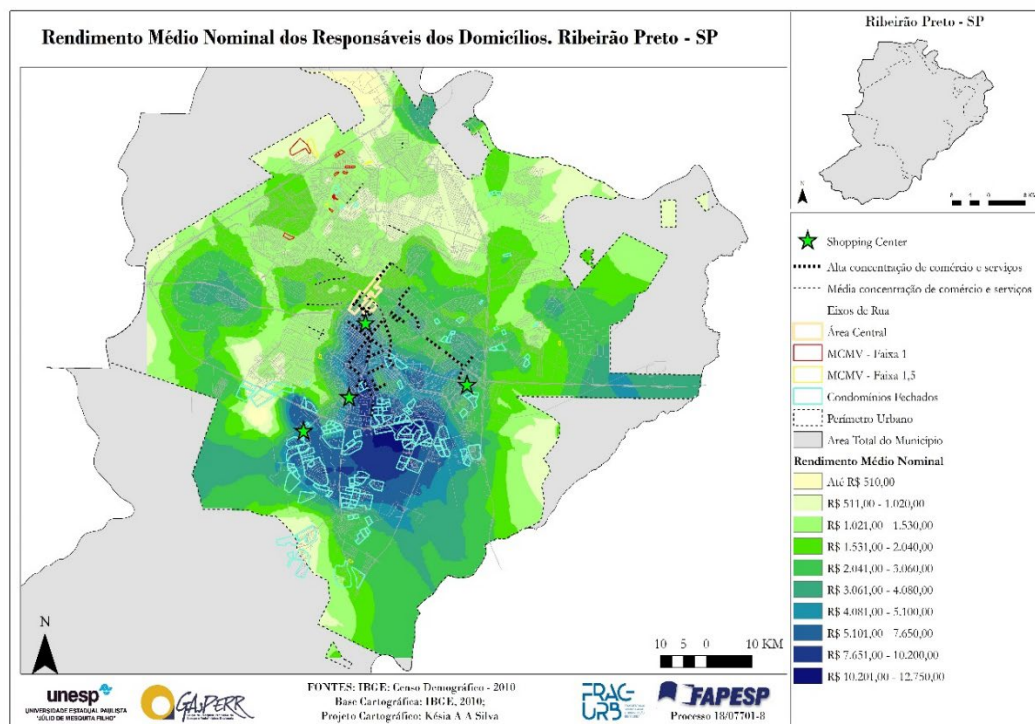 Rendimento Médio Nominal dos Responsáveis dos Domicílios. Ribeirão Preto - SP
Ribeirão Preto - SP
N
Shopping Center
Alta concentração de comércio e serviços
Média concentração de comércio e serviços
Eixos de Rua
Área Central
MCMV - Faixa 1
MCMV - Faixa 1,5
Condomínios Fechados
Perímetro Urbano
Area Total do Município
Rendimento Médio Nominal
Até R$ 510,00
R$ 511,00 - 1.020,00
R$ 1.021,00 - 1.530,00
R$ 1.531,00 - 2.040,00
R$ 2.041,00 - 3.060,00
R$ 3.061,00 - 4.080,00
R$ 4.081,00 - 5.100,00
R$ 5.101,00 - 7.650,00
R$ 7.651,00 - 10.200,00
R$ 10.201,00 - 12.750,00
N
10 5 0 10 KM
unesp
UNIVERSIDADE ESTADUAL PAULISTA
"JÚLIO DE MESQUITA FILHO"
GAsPERR
FONTES: IBGE: Censo Demográfico - 2010
Base Cartográfica: IBGE, 2010;
Projeto Cartográfico: Késia A A Silva
FRAG-
URB
FAPESP
Processo 18/07701-8